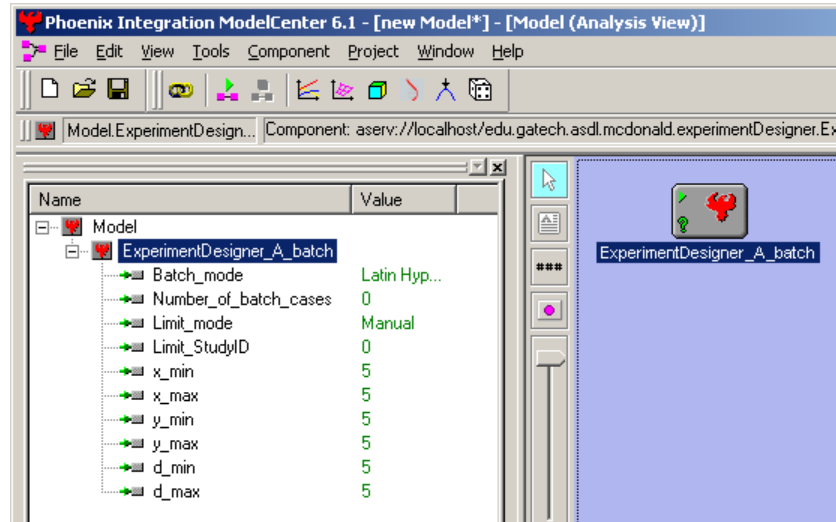 Phoenix Integration ModelCenter 6.1 - [new Model*] - [Model (Analysis View)]
File Edit View Tools Component Project Window Help
Model.ExperimentDesign... Component: aserv://localhost/edu.gatech.asdl.mcdonald.experimentDesigner.Ex
Name Value
Model
ExperimentDesigner_A_batch
Batch_mode Latin Hyp...
Number_of_batch_cases 0
Limit_mode Manual
Limit_StudyID 0
x_min 5
x_max 5
y_min 5
y_max 5
d_min 5
d_max 5
###
ExperimentDesigner_A_batch